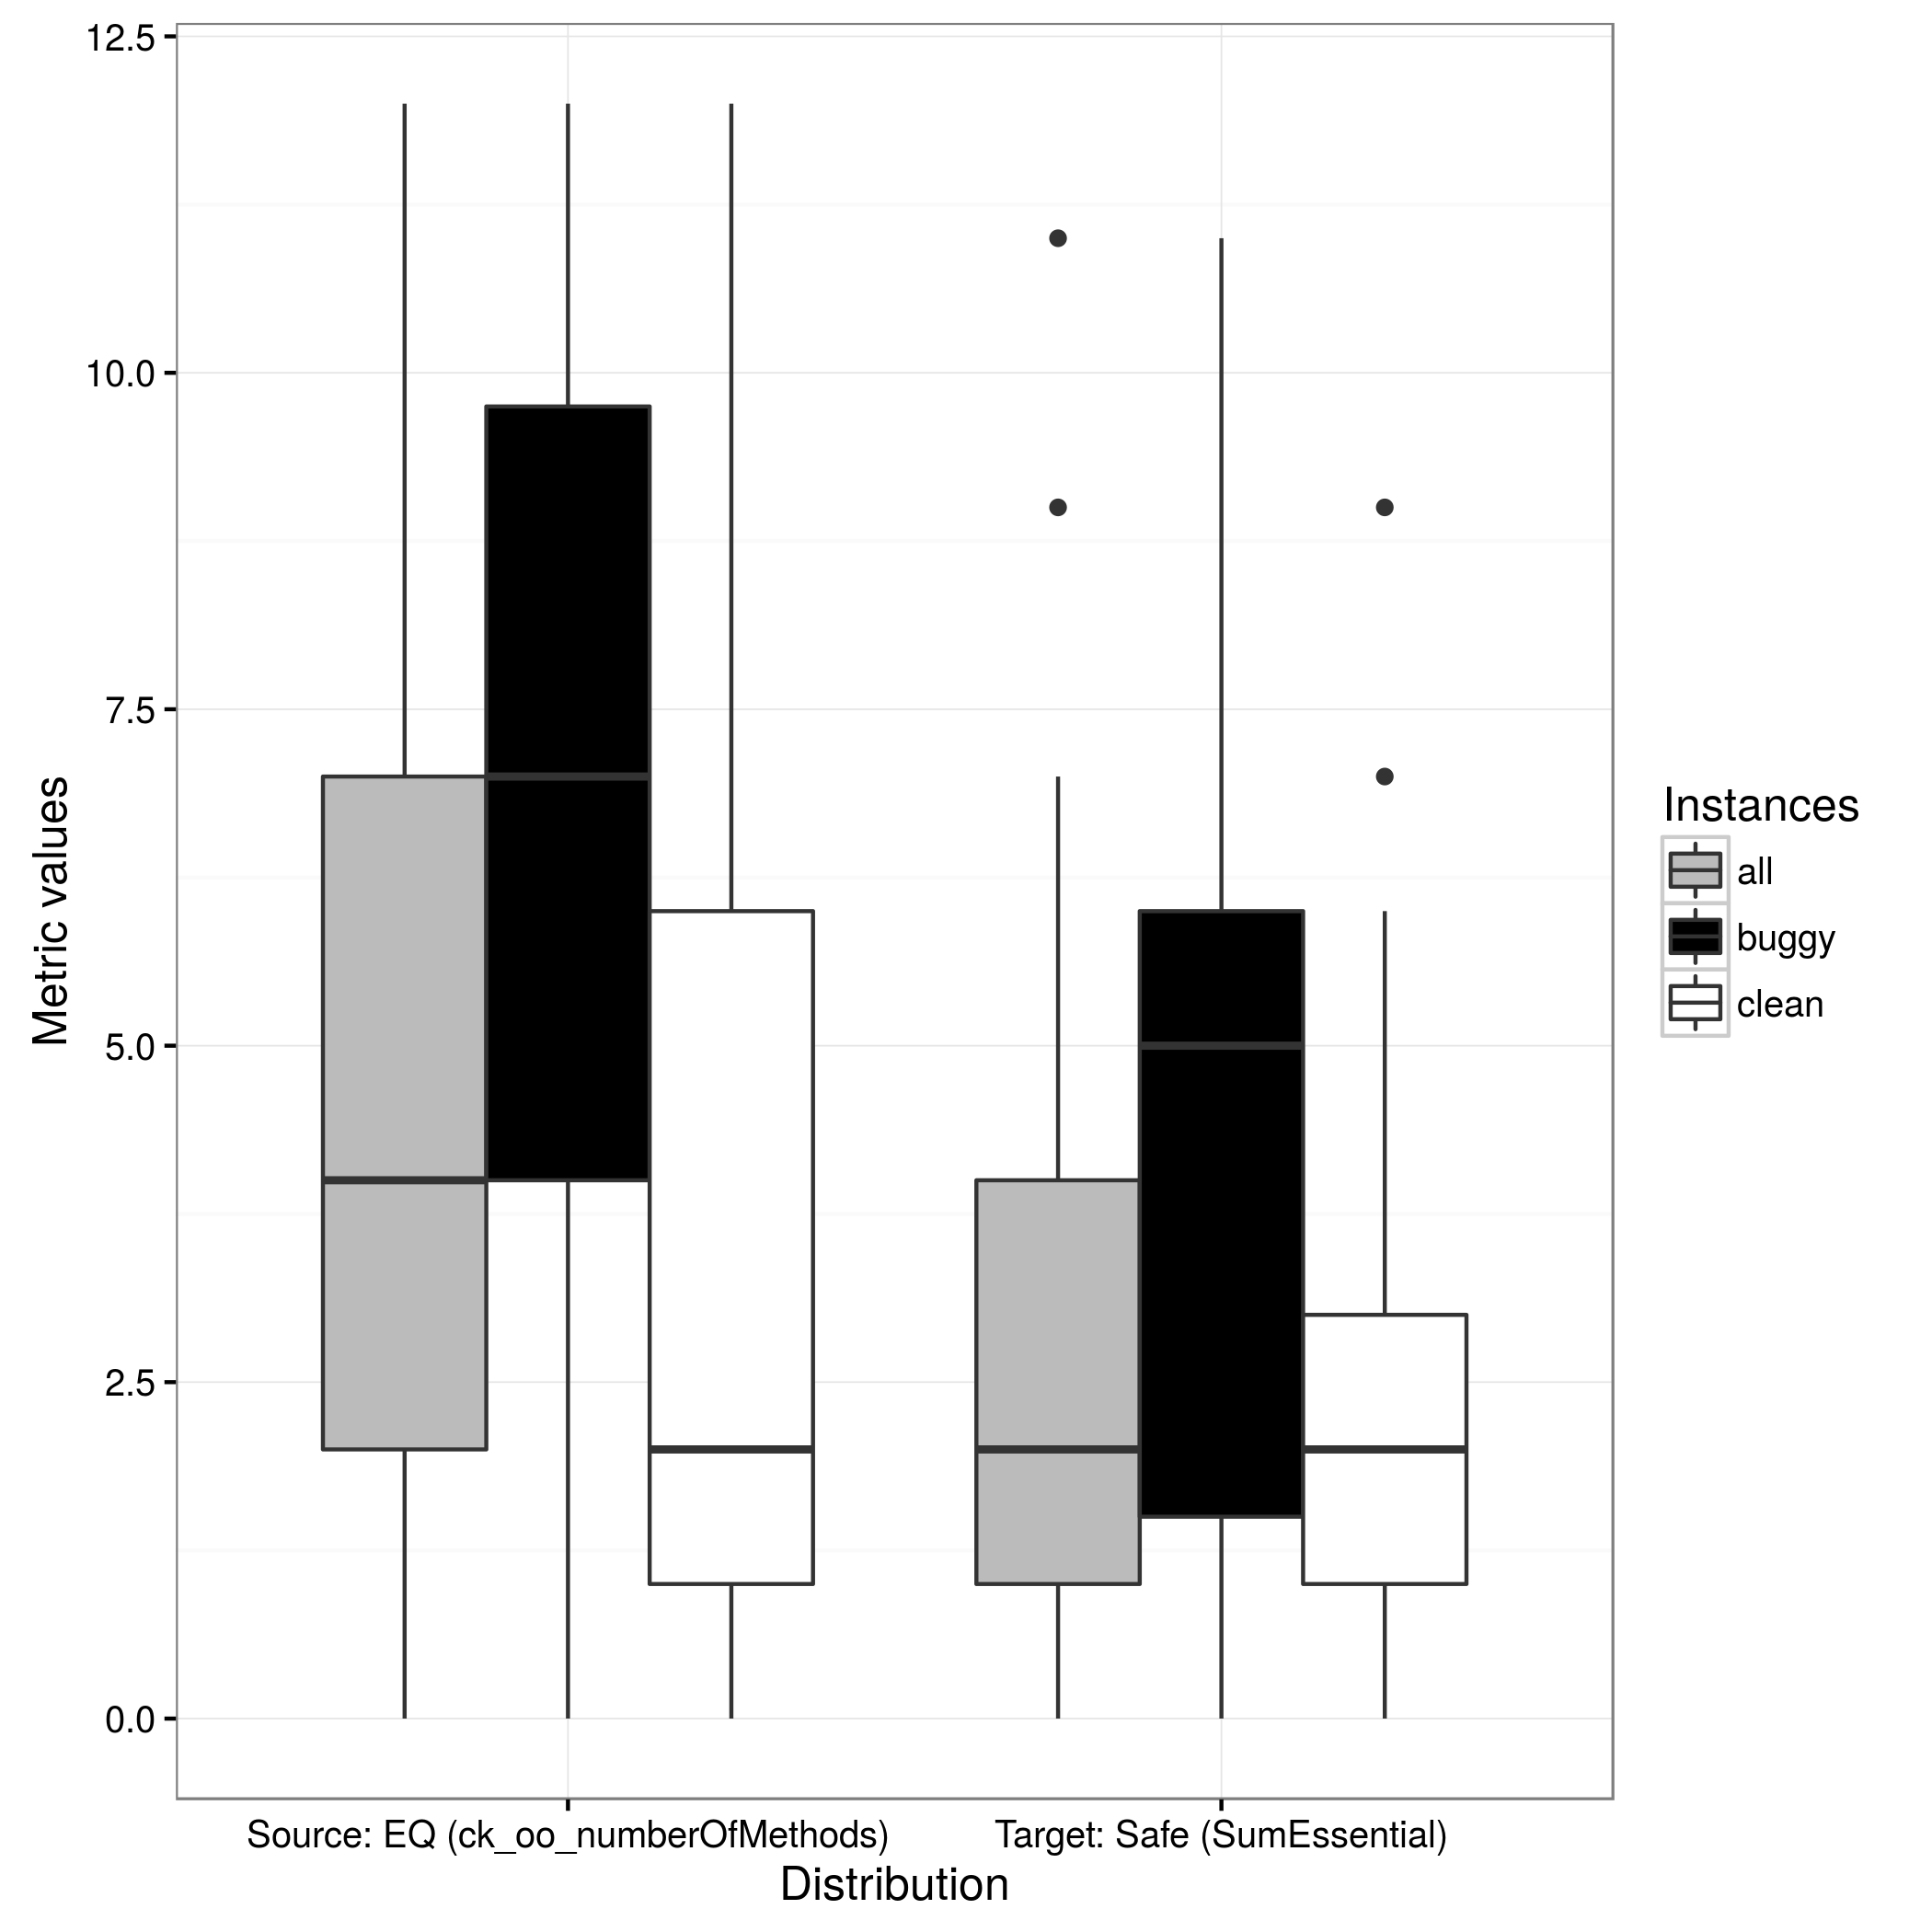 12.5
10.0
7.5
5.0
2.5
0.0
Metric values
Source: EQ (ck_oo_numberOfMethods)
Target: Safe (SumEssential)
Distribution
Instances
all
buggy
clean